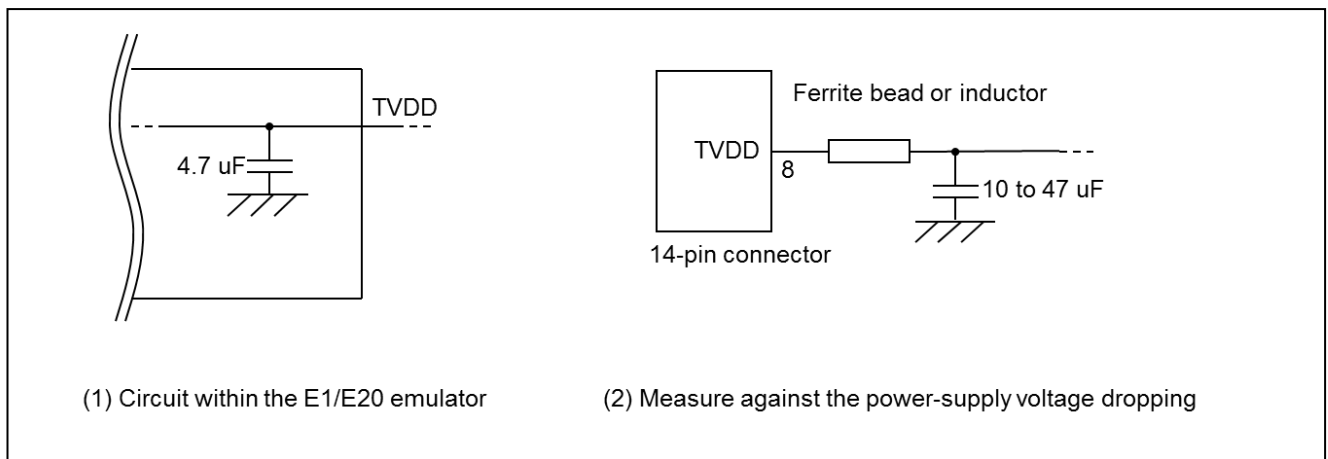 TVDD
4.7 uF
(1) Circuit within the E1/E20 emulator
Ferrite bead or inductor
TVDD
8
10 to 47 uF
14-pin connector
(2) Measure against the power-supply voltage dropping